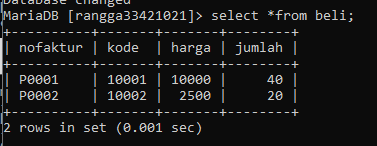 Database changed
MariaDB [rangga33421021]> select *from beli;
+----------+-------+-------+--------+
| nofaktur | kode  | harga | jumlah |
+----------+-------+-------+--------+
| P0001    | 10001 | 10000 |     40 |
| P0002    | 10002 |  2500 |     20 |
+----------+-------+-------+--------+
2 rows in set (0.001 sec)